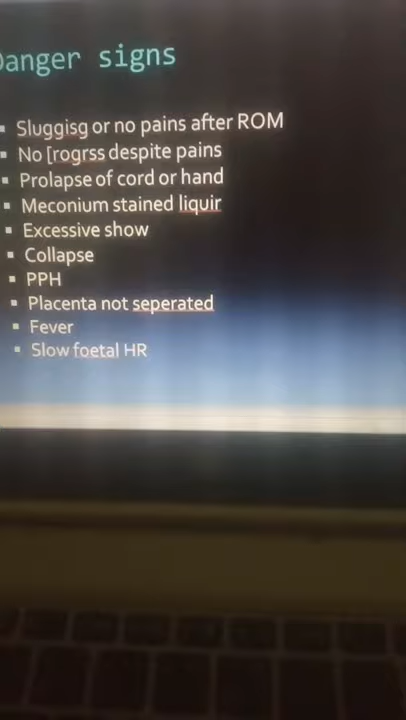 Danger signs
▪ Sluggisg or no pains after ROM
▪ No [rogrss despite pains
▪ Prolapse of cord or hand
▪ Meconium stained liquir
▪ Excessive show
▪ Collapse
▪ PPH
▪ Placenta not seperated
▪ Fever
▪ Slow foetal HR